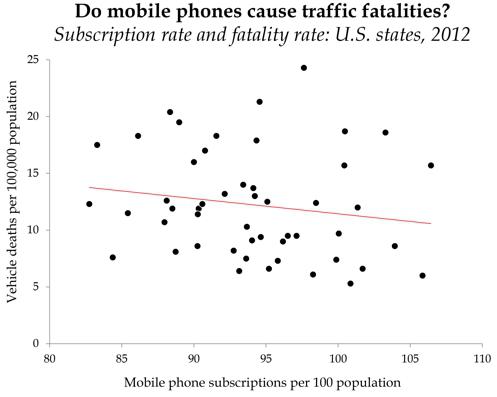 Do mobile phones cause traffic fatalities?
Subscription rate and fatality rate: U.S. states, 2012
Vehicle deaths per 100,000 population
25
20
15
10
5
0
80 85 90 95 100 105 110
Mobile phone subscriptions per 100 population